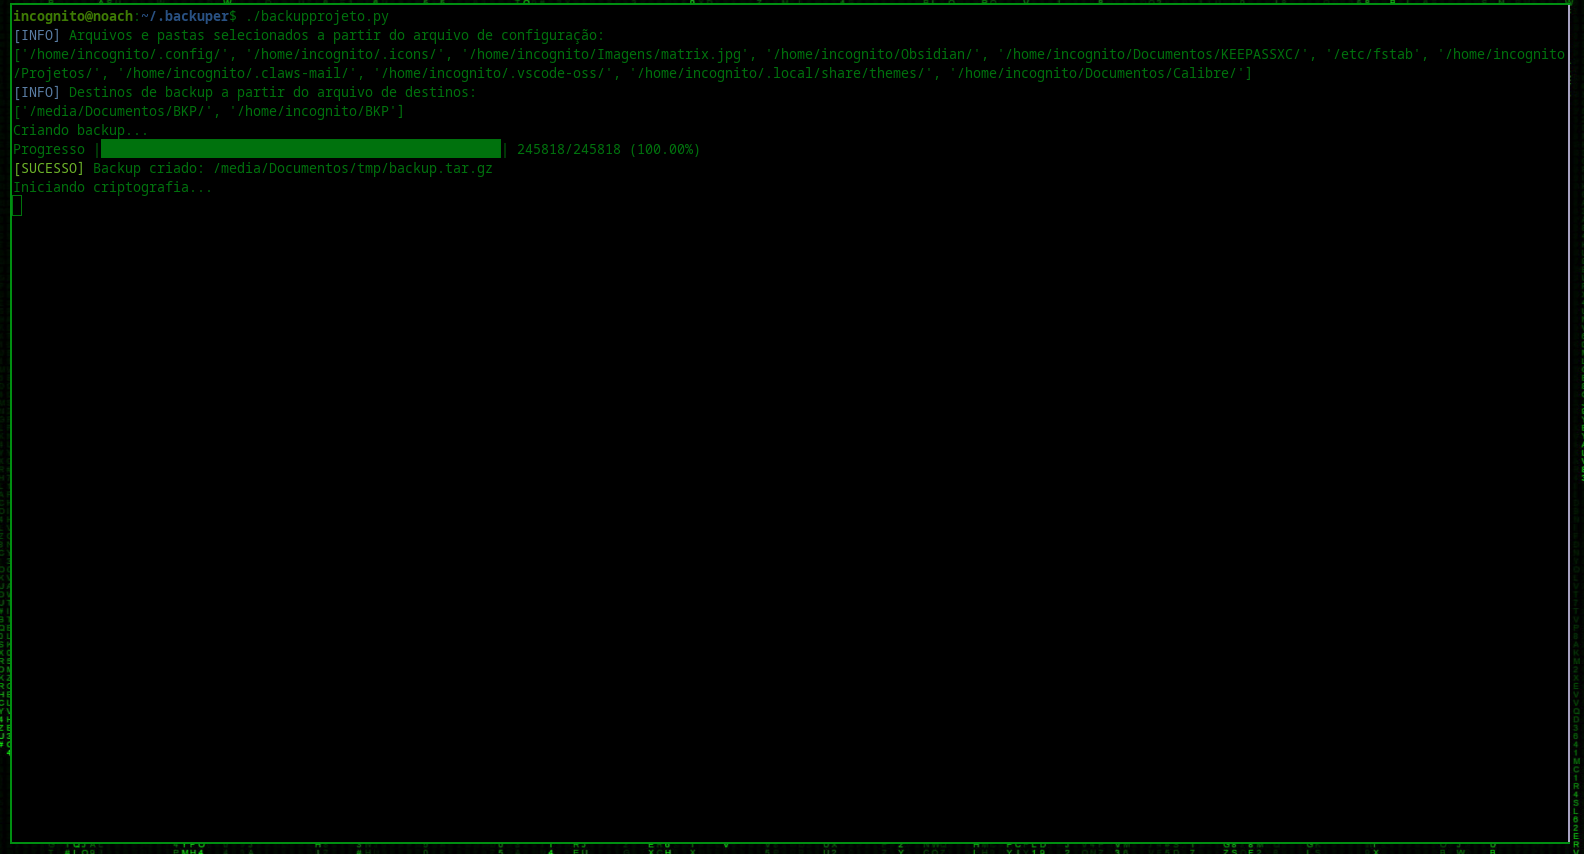 incognito@noach:~/.backuper$ ./backupprojeto.py
[INFO] Arquivos e pastas selecionados a partir do arquivo de configuração:
['/home/incognito/.config/', '/home/incognito/.icons/', '/home/incognito/Imagens/matrix.jpg', '/home/incognito/Obsidian/', '/home/incognito/Documentos/KEEPASSXC/', '/etc/fstab', '/home/incognito
/Projetos/', '/home/incognito/.claws-mail/', '/home/incognito/.vscode-oss/', '/home/incognito/.local/share/themes/', '/home/incognito/Documentos/Calibre/']
[INFO] Destinos de backup a partir do arquivo de destinos:
['/media/Documentos/BKP/', '/home/incognito/BKP']
Criando backup...
Progresso |██████████████████████████████████████████████████| 245818/245818 (100.00%)
[SUCESSO] Backup criado: /media/Documentos/tmp/backup.tar.gz
Iniciando criptografia...